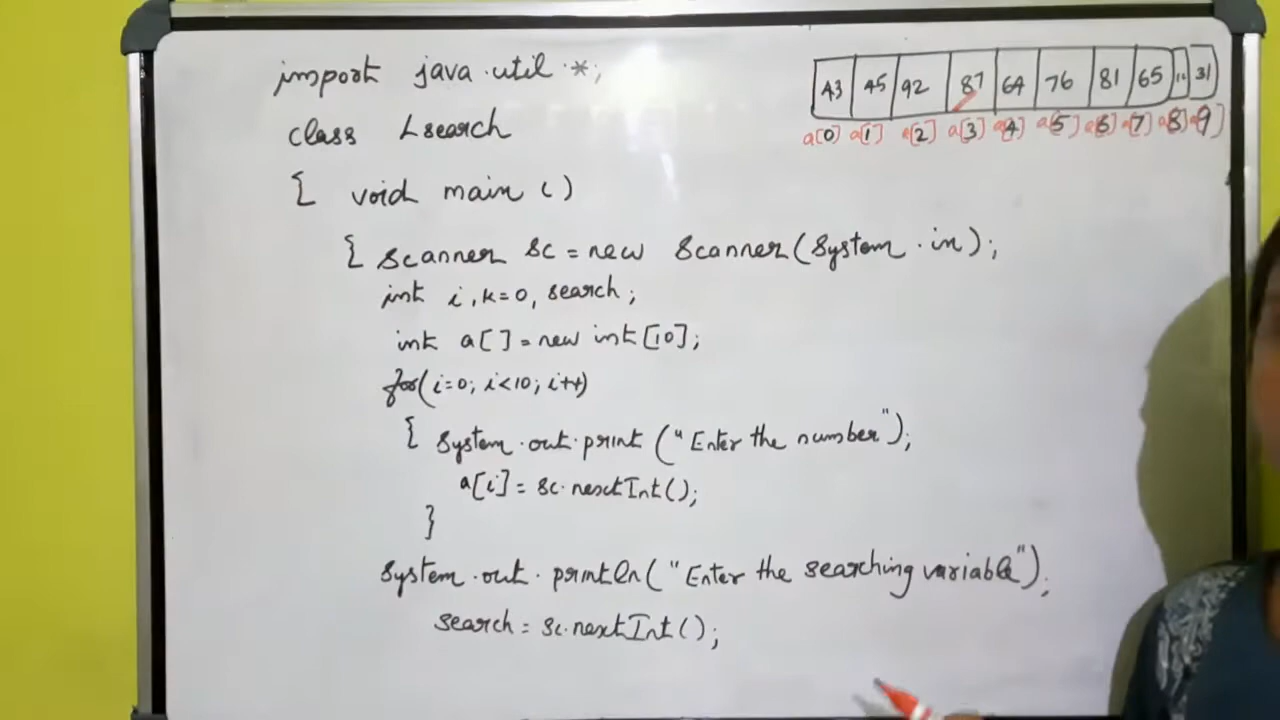 import java.util.*;
class Lsearch
{ void main ()
{ Scanner sc = new Scanner(System.in);
int i, k=0, search;
int a[] = new int[10];
for(i=0; i<10; i++)
{ System.out.print ("Enter the number");
a[i] = sc.nextInt();
}
System.out.println("Enter the searching variable");
search = sc.nextInt();
43 45 92 87 64 76 81 65 31
a[0] a[1] a[2] a[3] a[4] a[5] a[6] a[7] a[8] a[9]